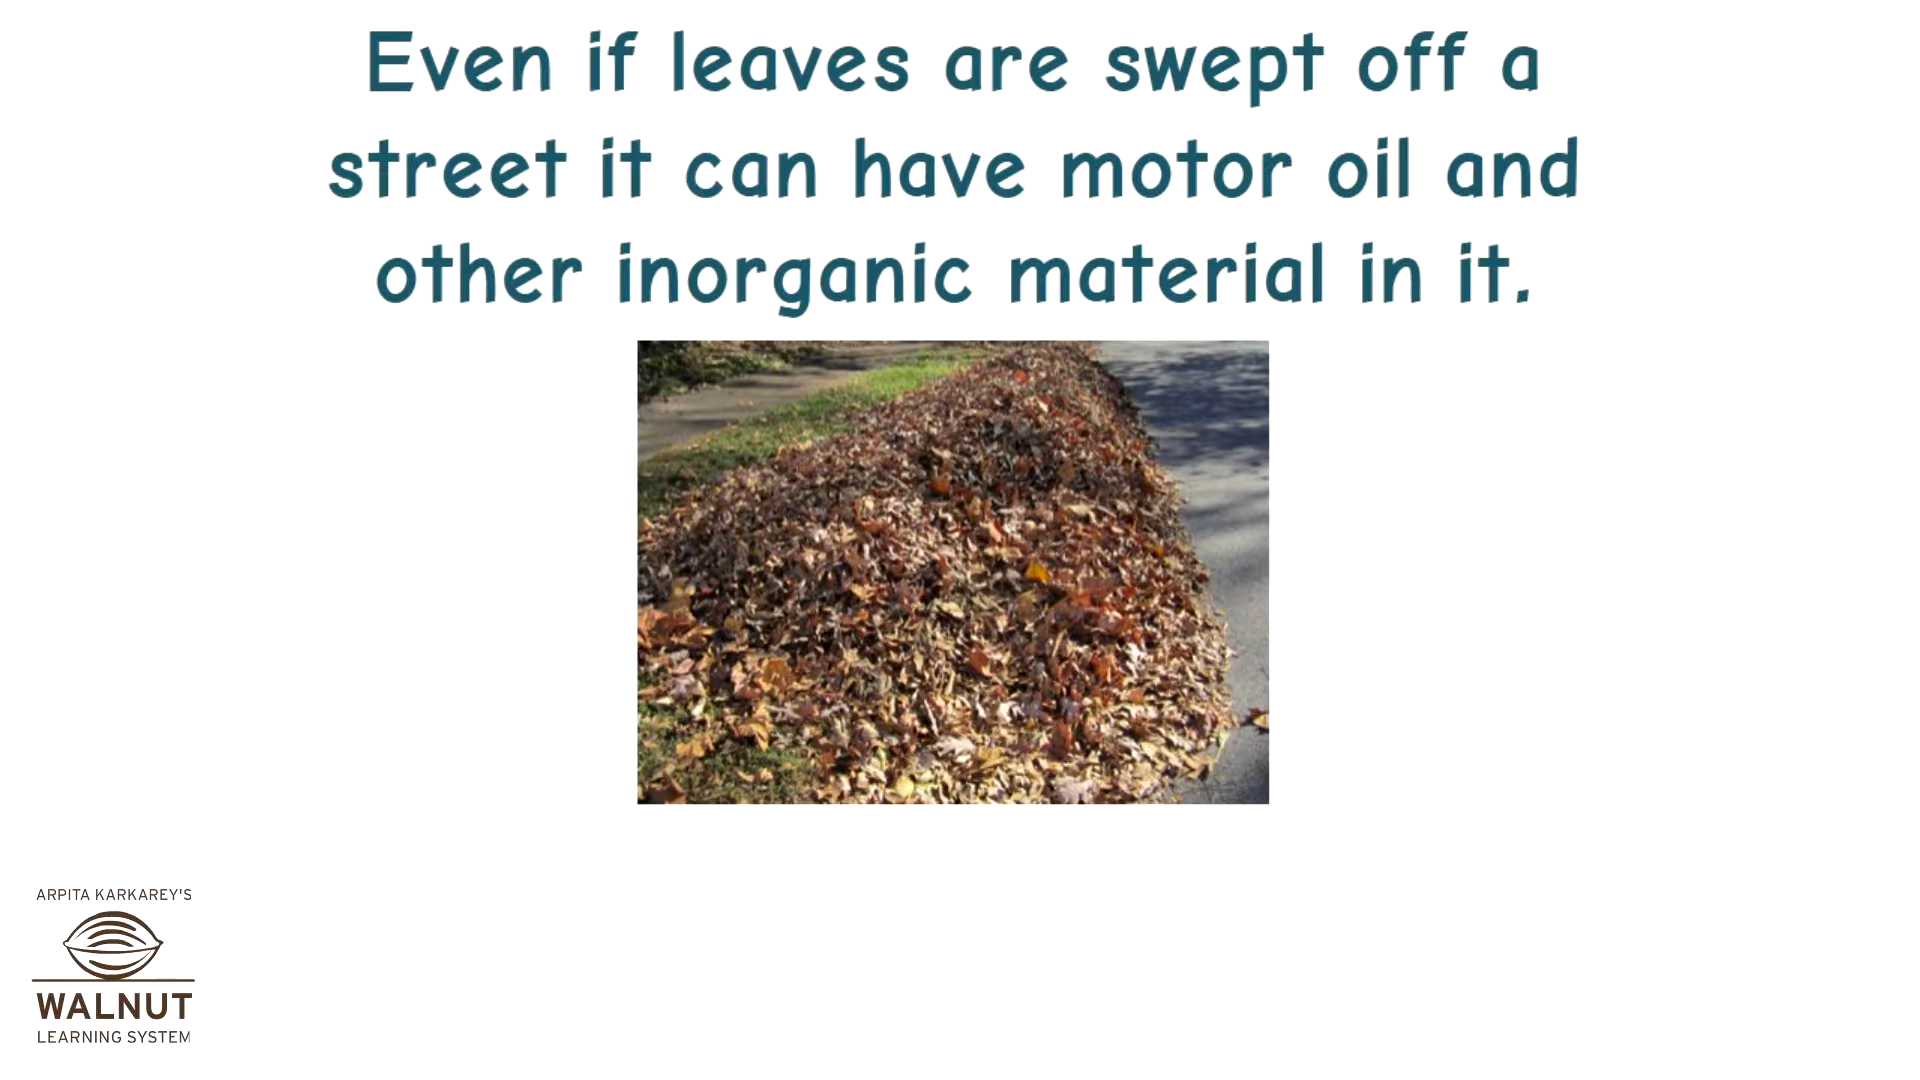 Even if leaves are swept off a
street it can have motor oil and
other inorganic material in it.
ARPITA KARKAREY'S
WALNUT
LEARNING SYSTEM